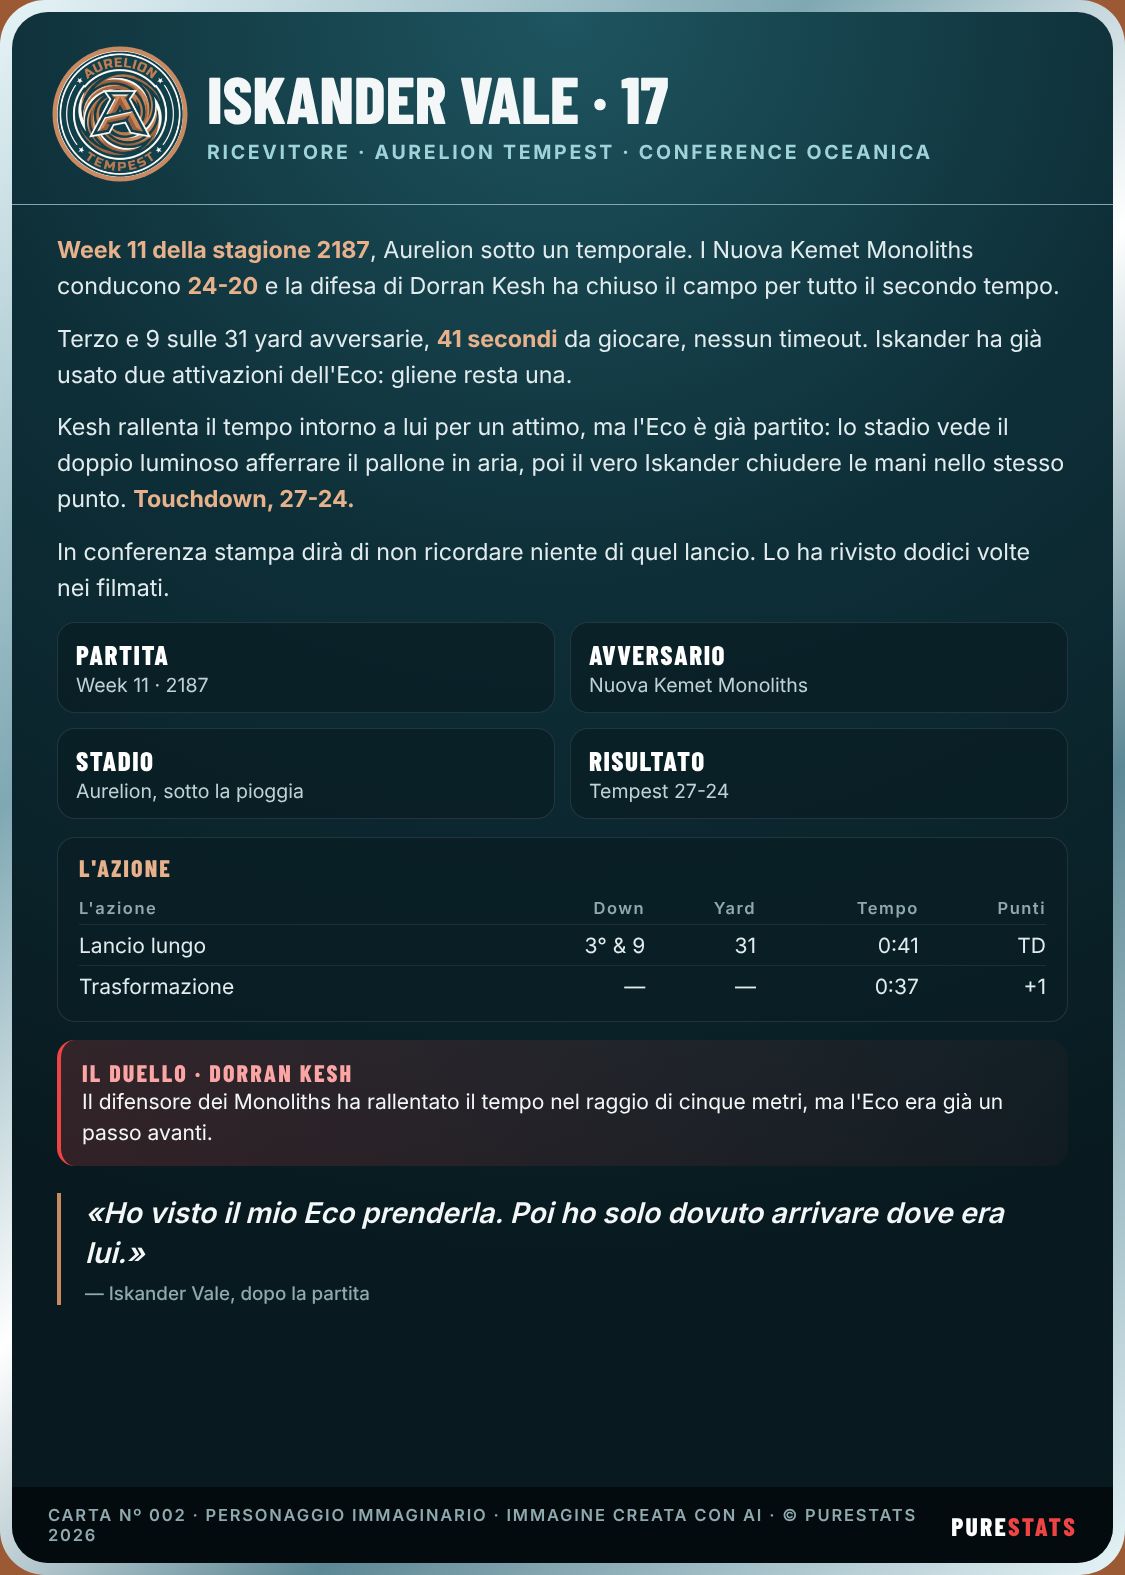 AURELION
A
TEMPEST
ISKANDER VALE · 17
RICEVITORE · AURELION TEMPEST · CONFERENCE OCEANICA
Week 11 della stagione 2187, Aurelion sotto un temporale. I Nuova Kemet Monoliths
conducono 24-20 e la difesa di Dorran Kesh ha chiuso il campo per tutto il secondo tempo.
Terzo e 9 sulle 31 yard avversarie, 41 secondi da giocare, nessun timeout. Iskander ha già
usato due attivazioni dell'Eco: gliene resta una.
Kesh rallenta il tempo intorno a lui per un attimo, ma l'Eco è già partito: lo stadio vede il
doppio luminoso afferrare il pallone in aria, poi il vero Iskander chiudere le mani nello stesso
punto. Touchdown, 27-24.
In conferenza stampa dirà di non ricordare niente di quel lancio. Lo ha rivisto dodici volte
nei filmati.
PARTITA
Week 11 · 2187
AVVERSARIO
Nuova Kemet Monoliths
STADIO
Aurelion, sotto la pioggia
RISULTATO
Tempest 27-24
L'AZIONE
L'azione Down Yard Tempo Punti
Lancio lungo 3° & 9 31 0:41 TD
Trasformazione — — 0:37 +1
IL DUELLO · DORRAN KESH
Il difensore dei Monoliths ha rallentato il tempo nel raggio di cinque metri, ma l'Eco era già un
passo avanti.
«Ho visto il mio Eco prenderla. Poi ho solo dovuto arrivare dove era
lui.»
— Iskander Vale, dopo la partita
CARTA Nº 002 · PERSONAGGIO IMMAGINARIO · IMMAGINE CREATA CON AI · © PURESTATS
2026
PURESTATS